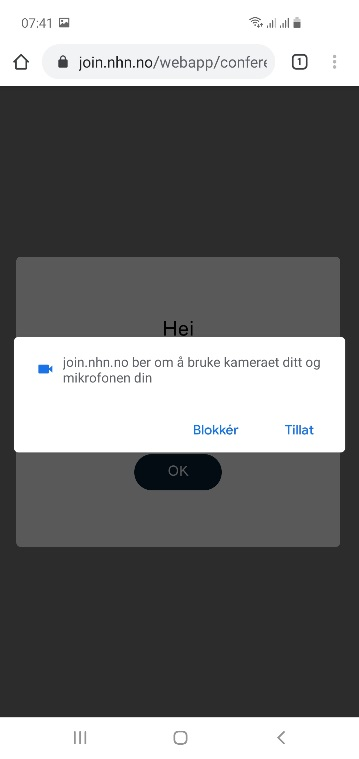 07:41
join.nhn.no/webapp/confere
1
Hei
join.nhn.no ber om å bruke kameraet ditt og
mikrofonen din
Blokkér
Tillat
OK